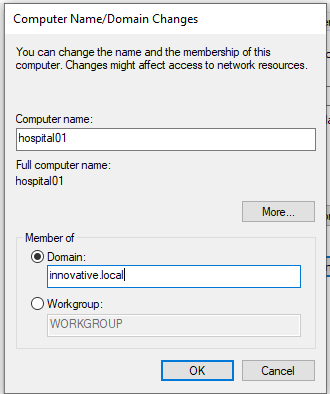 Computer Name/Domain Changes
You can change the name and the membership of this
computer. Changes might affect access to network resources.
Computer name:
hospital01
Full computer name:
hospital01
More...
Member of
Domain:
innovative.local
Workgroup:
WORKGROUP
OK
Cancel